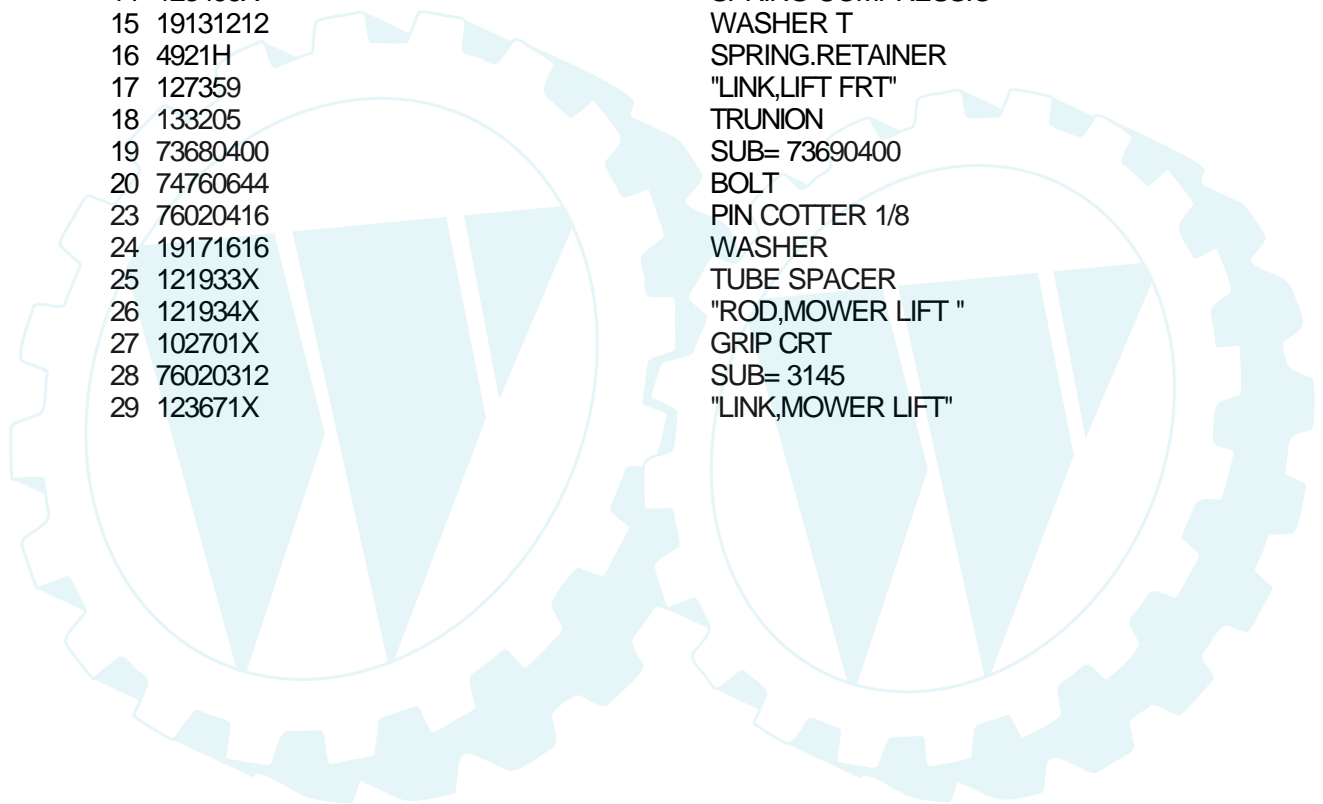 15 19131212 WASHER T
16 4921H SPRING.RETAINER
17 127359 "LINK,LIFT FRT"
18 133205 TRUNION
19 73680400 SUB= 73690400
20 74760644 BOLT
23 76020416 PIN COTTER 1/8
24 19171616 WASHER
25 121933X TUBE SPACER
26 121934X "ROD,MOWER LIFT "
27 102701X GRIP CRT
28 76020312 SUB= 3145
29 123671X "LINK,MOWER LIFT"